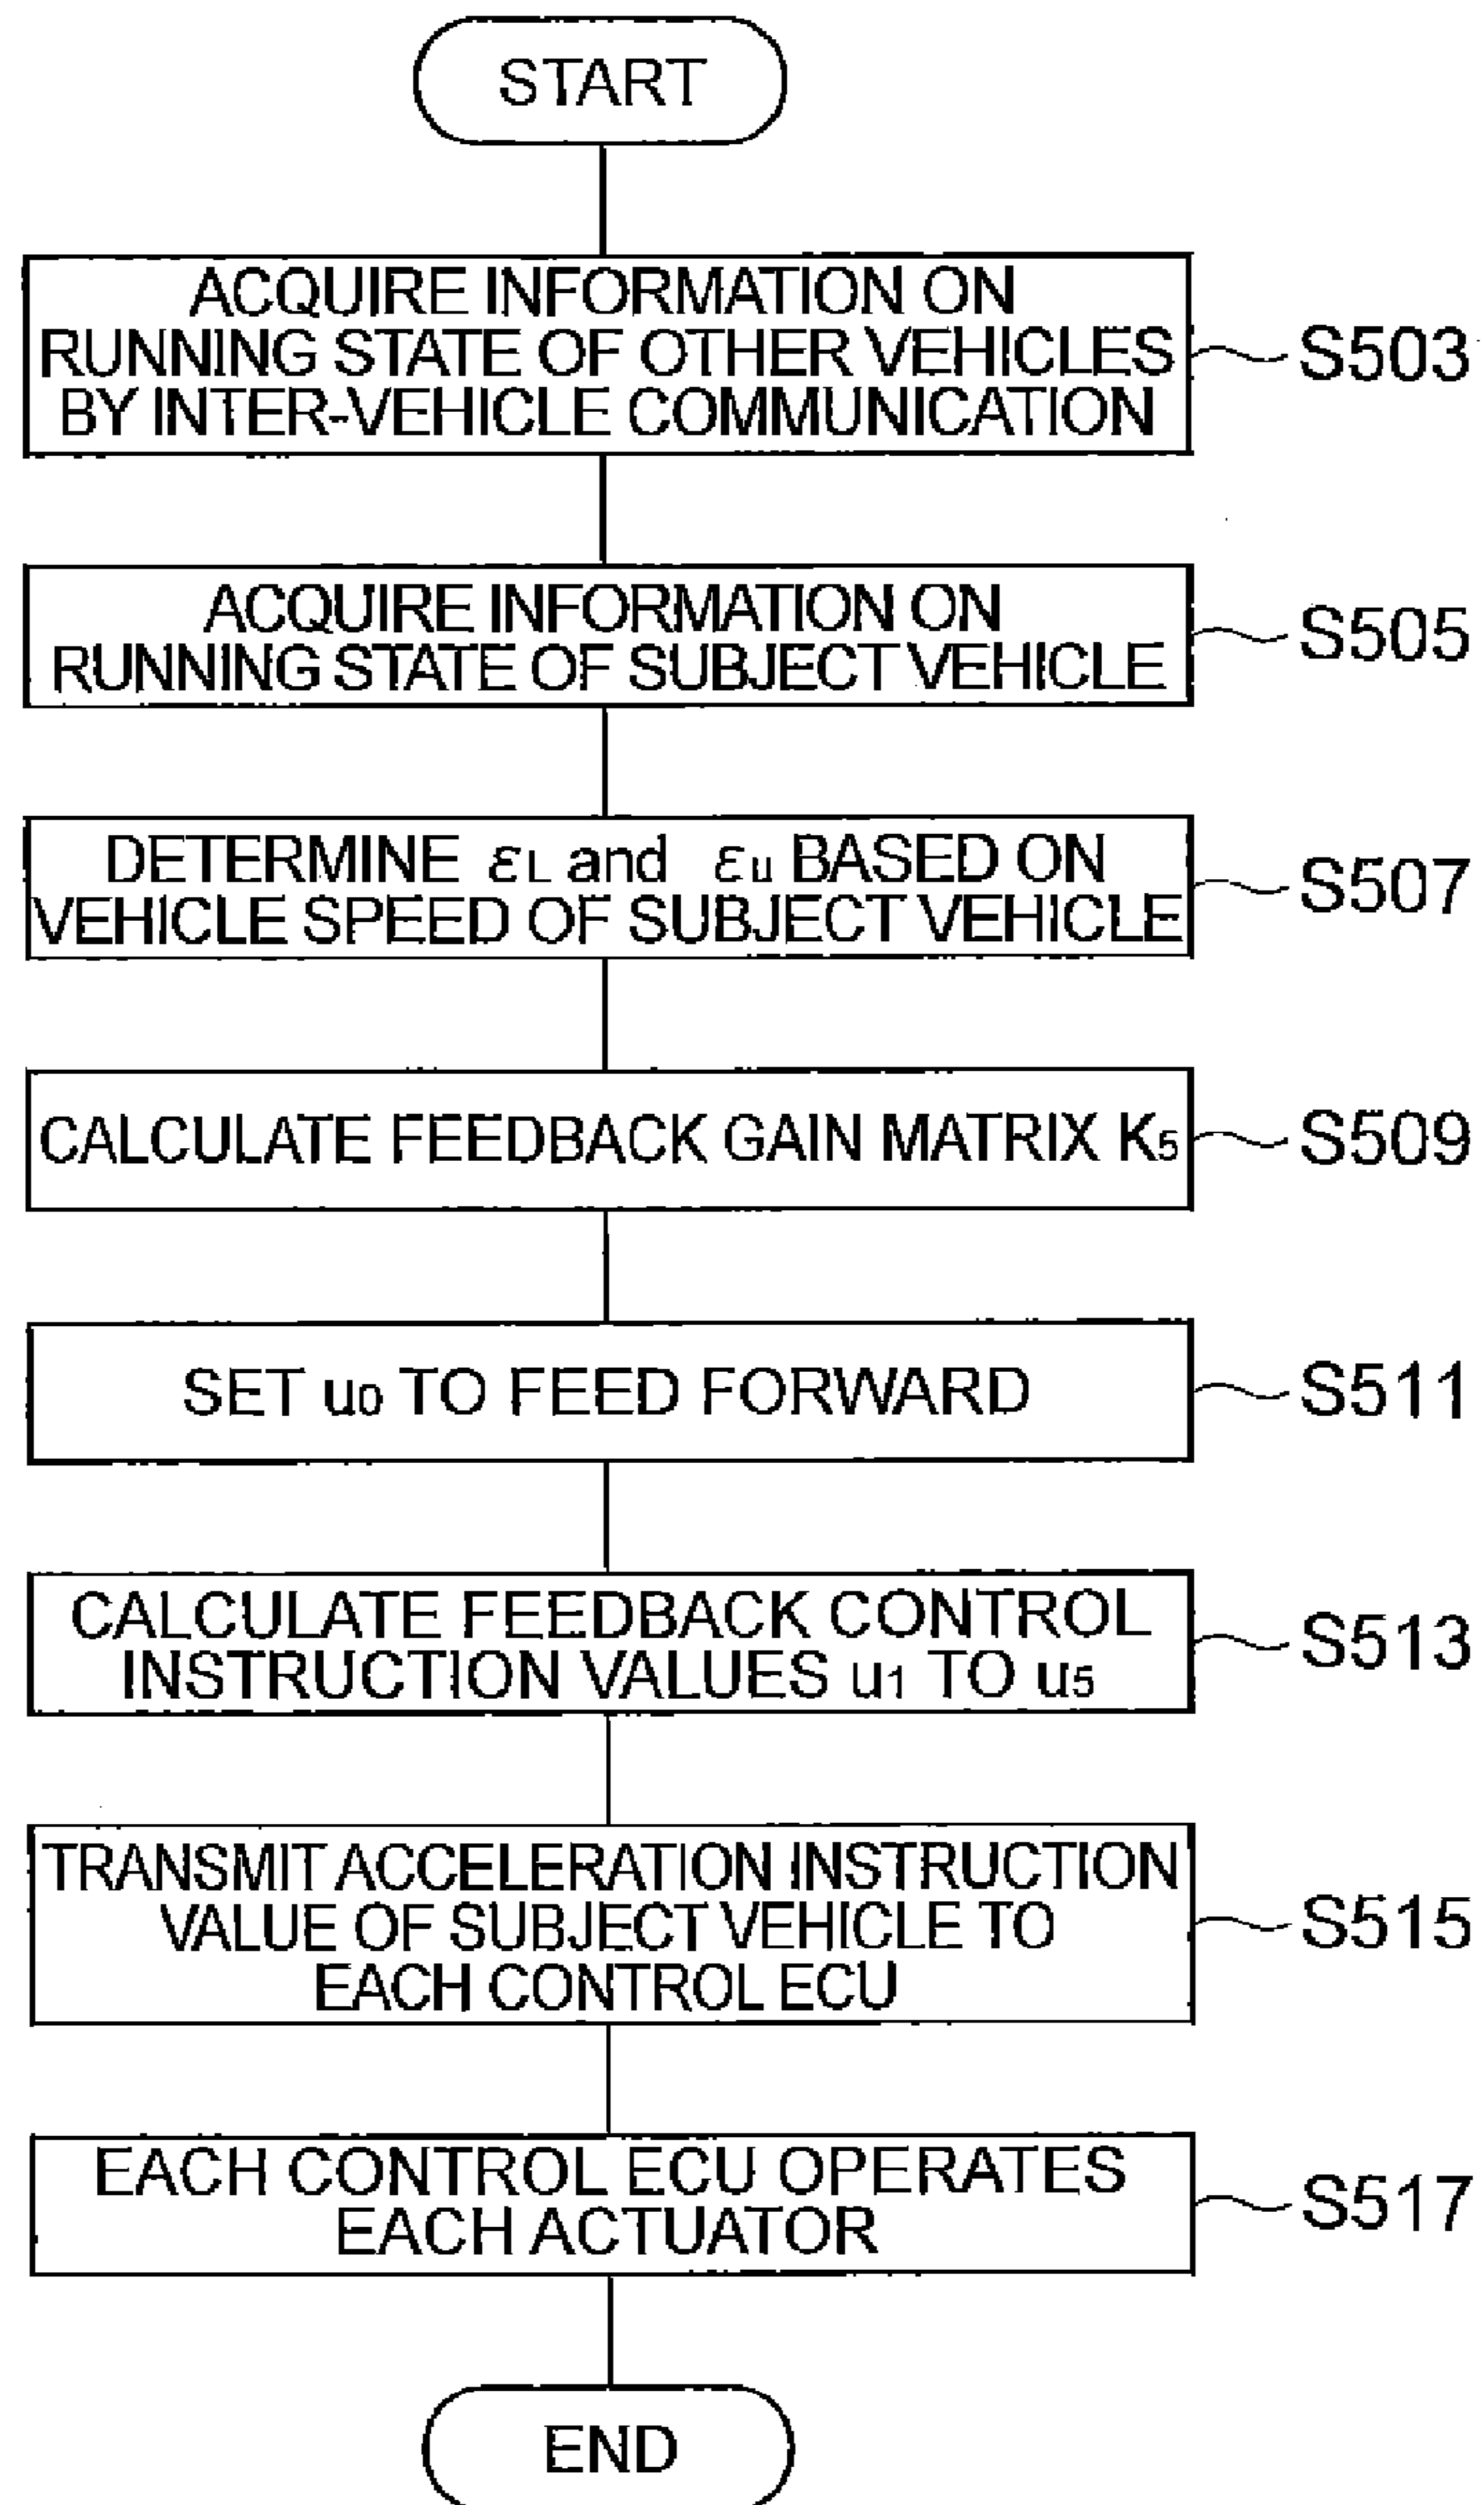 START
ACQUIRE INFORMATION ON
RUNNING STATE OF OTHER VEHICLES
BY INTER-VEHICLE COMMUNICATION
S503
ACQUIRE INFORMATION ON
RUNNING STATE OF SUBJECT VEHICLE
S505
DETERMINE εL and εu BASED ON
VEHICLE SPEED OF SUBJECT VEHICLE
S507
CALCULATE FEEDBACK GAIN MATRIX K5
S509
SET u0 TO FEED FORWARD
S511
CALCULATE FEEDBACK CONTROL
INSTRUCTION VALUES u1 TO u5
S513
TRANSMIT ACCELERATION INSTRUCTION
VALUE OF SUBJECT VEHICLE TO
EACH CONTROL ECU
S515
EACH CONTROL ECU OPERATES
EACH ACTUATOR
S517
END